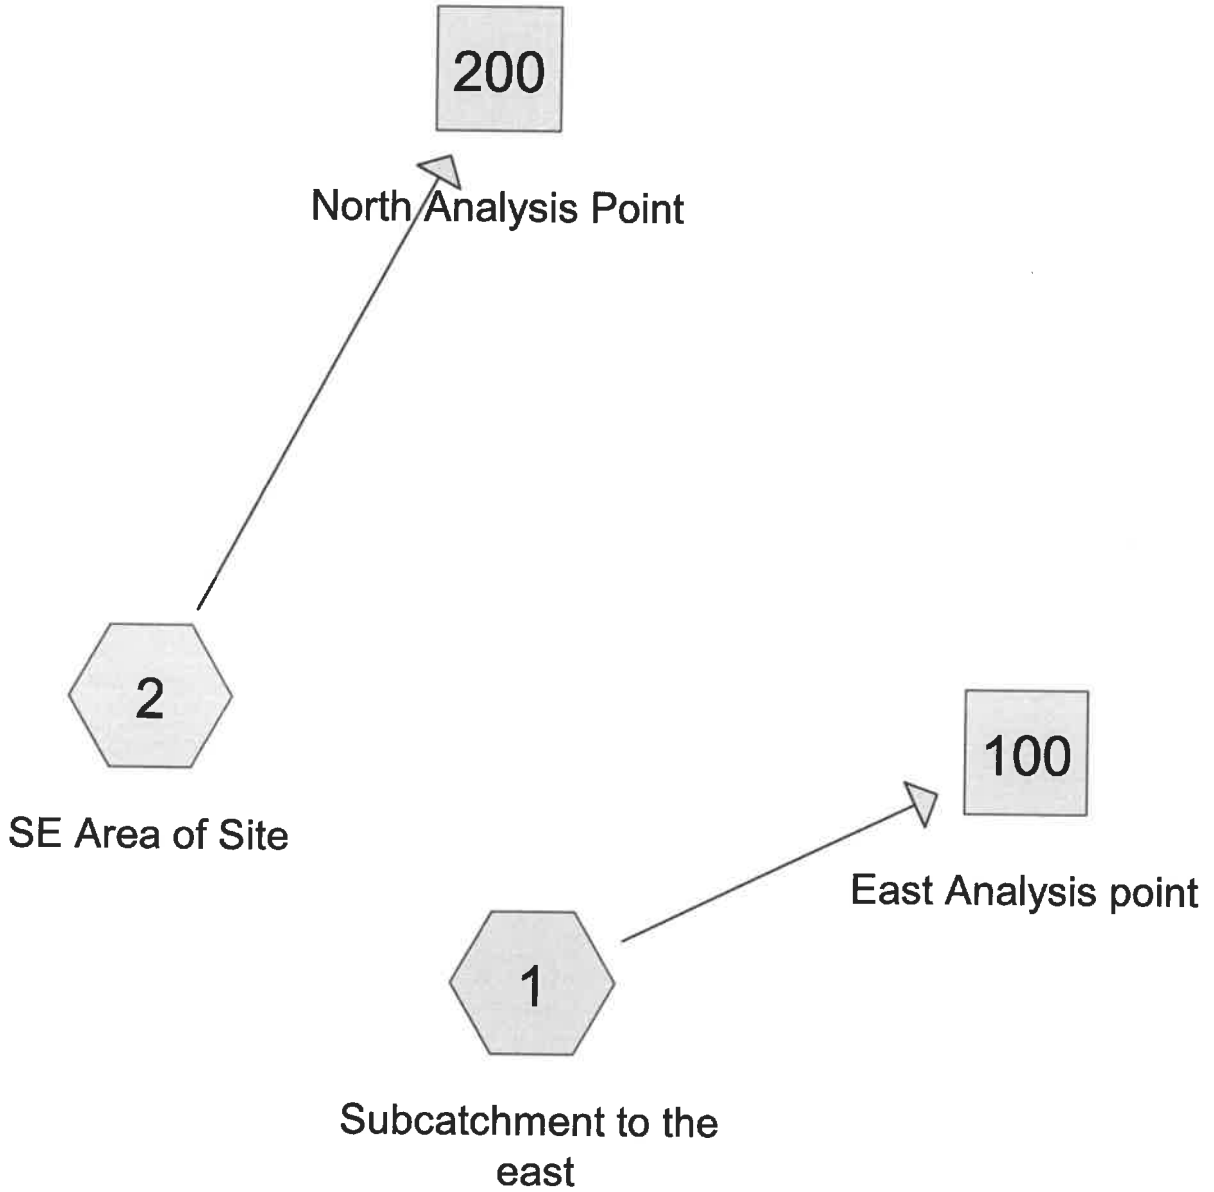 200
North Analysis Point
2
SE Area of Site
100
East Analysis point
1
Subcatchment to the
east